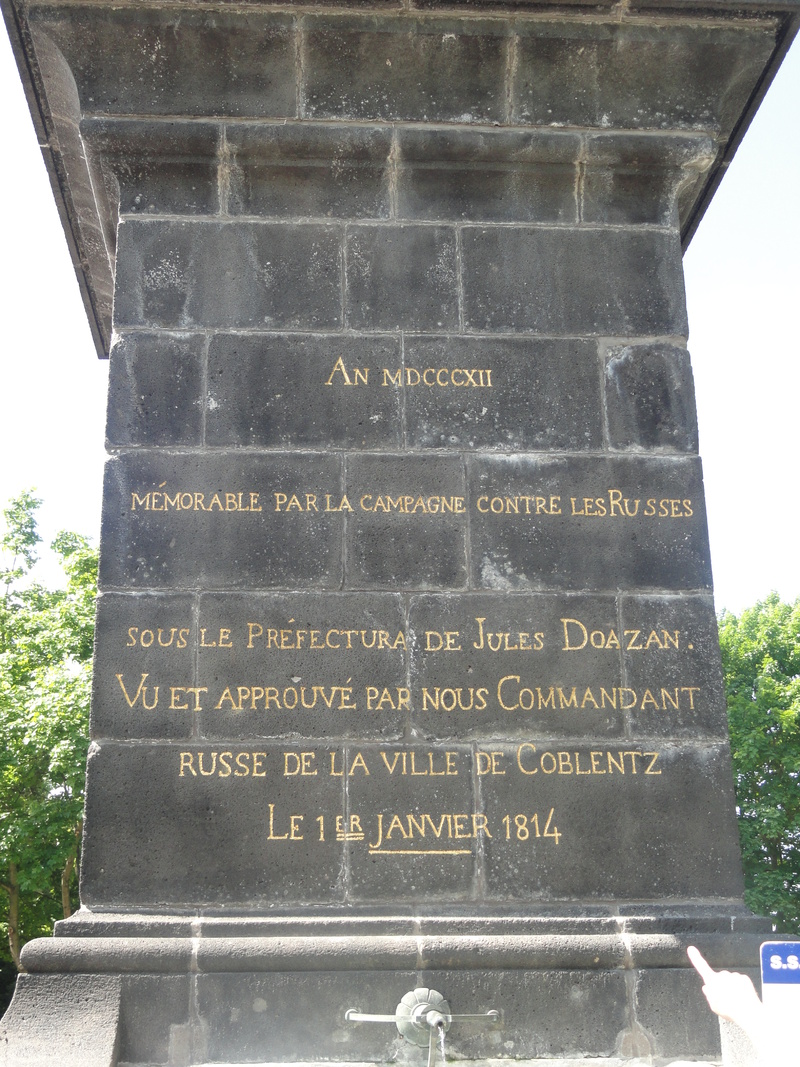 AN MDCCCXII
MÉMORABLE PAR LA CAMPAGNE CONTRE LES RUSSES
SOUS LE PRÉFECTURA DE JULES DOAZAN.
VU ET APPROUVÉ PAR NOUS COMMANDANT
RUSSE DE LA VILLE DE COBLENTZ
LE 1ER JANVIER 1814
S.S.